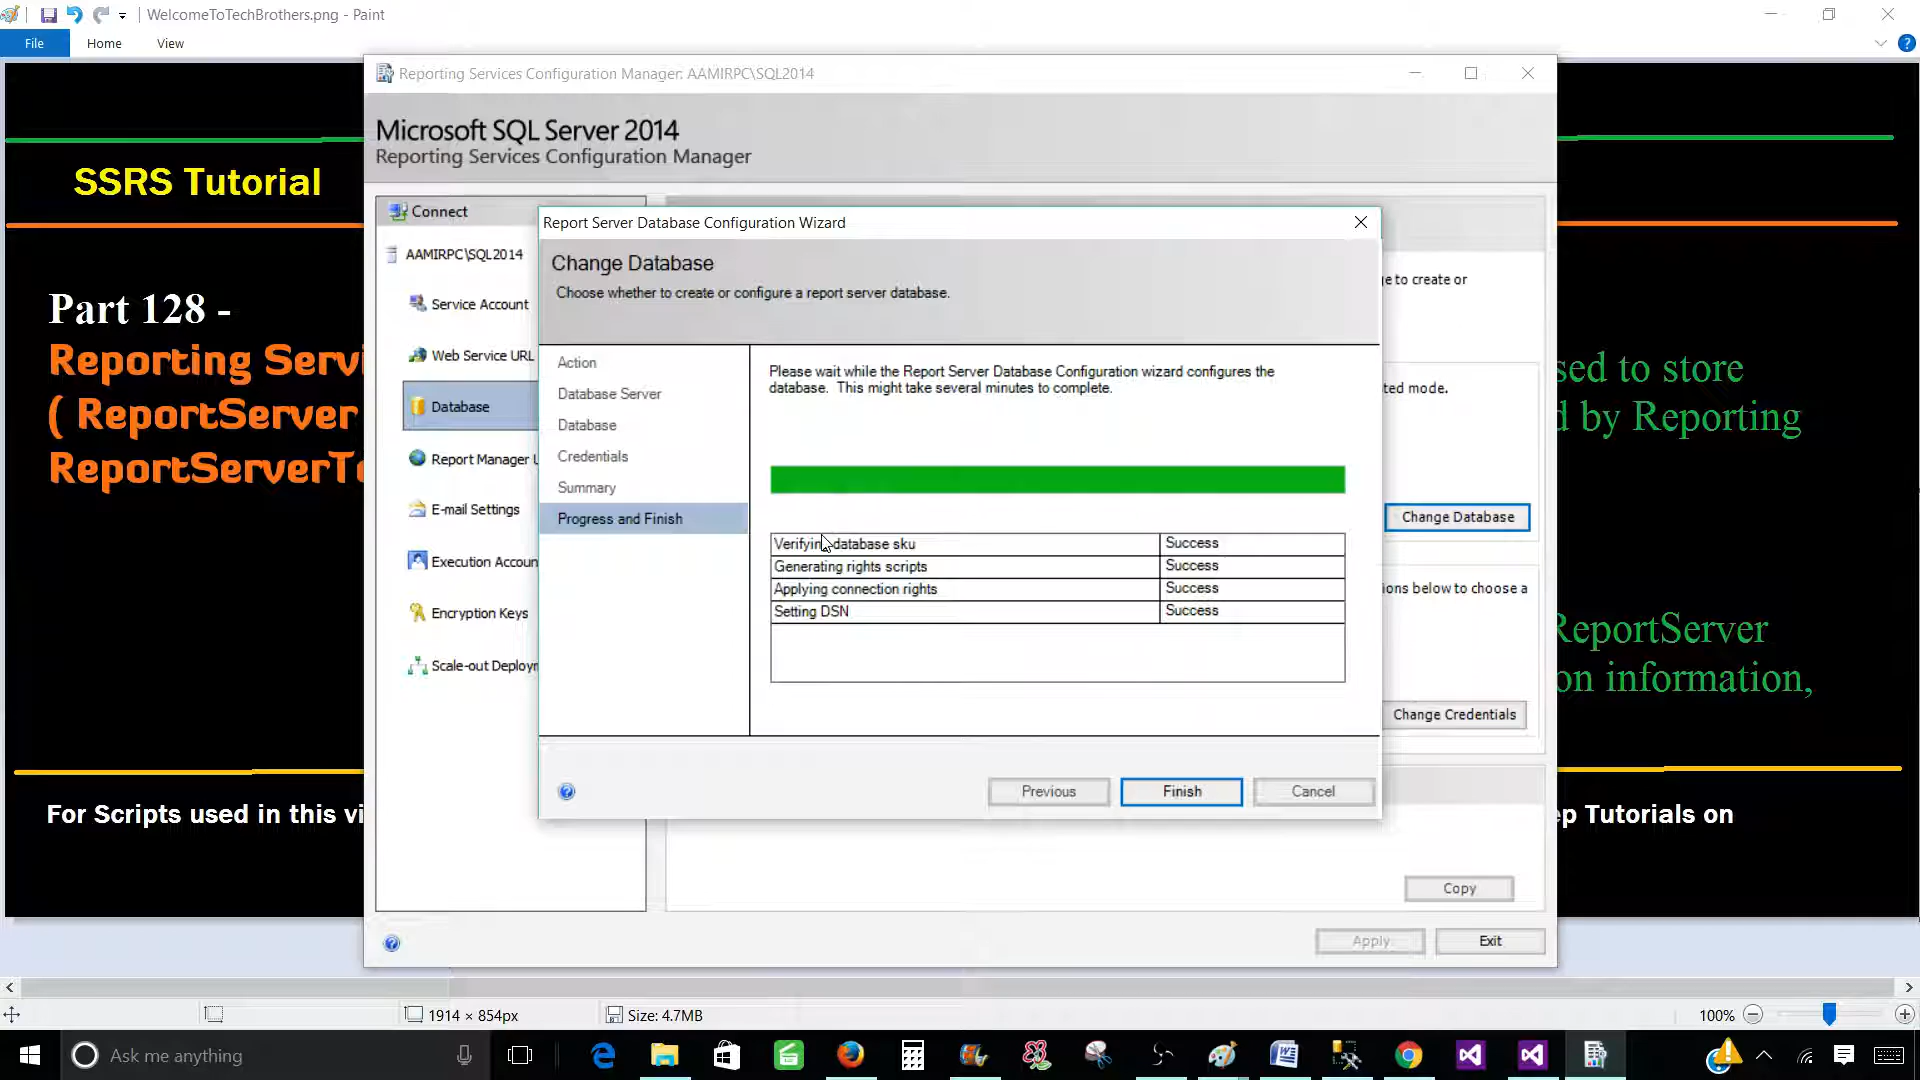 WelcomeToTechBrothers.png - Paint
File Home View
Reporting Services Configuration Manager: AAMIRPC\SQL2014
Microsoft SQL Server 2014
Reporting Services Configuration Manager
SSRS Tutorial
Part 128 -
Reporting Servi
( ReportServer
ReportServerTe
For Scripts used in this vi
Connect
AAMIRPC\SQL2014
Service Account
Web Service URL
Database
Report Manager U
E-mail Settings
Execution Accoun
Encryption Keys
Scale-out Deploym
Report Server Database Configuration Wizard
Change Database
Choose whether to create or configure a report server database.
Action
Database Server
Database
Credentials
Summary
Progress and Finish
Please wait while the Report Server Database Configuration wizard configures the
database. This might take several minutes to complete.
Verifying database sku Success
Generating rights scripts Success
Applying connection rights Success
Setting DSN Success
Previous Finish Cancel
ge to create or
ted mode.
Change Database
ions below to choose a
Change Credentials
Copy
Apply Exit
sed to store
d by Reporting
ReportServer
on information,
ep Tutorials on
1914 × 854px
Size: 4.7MB
100%
Ask me anything